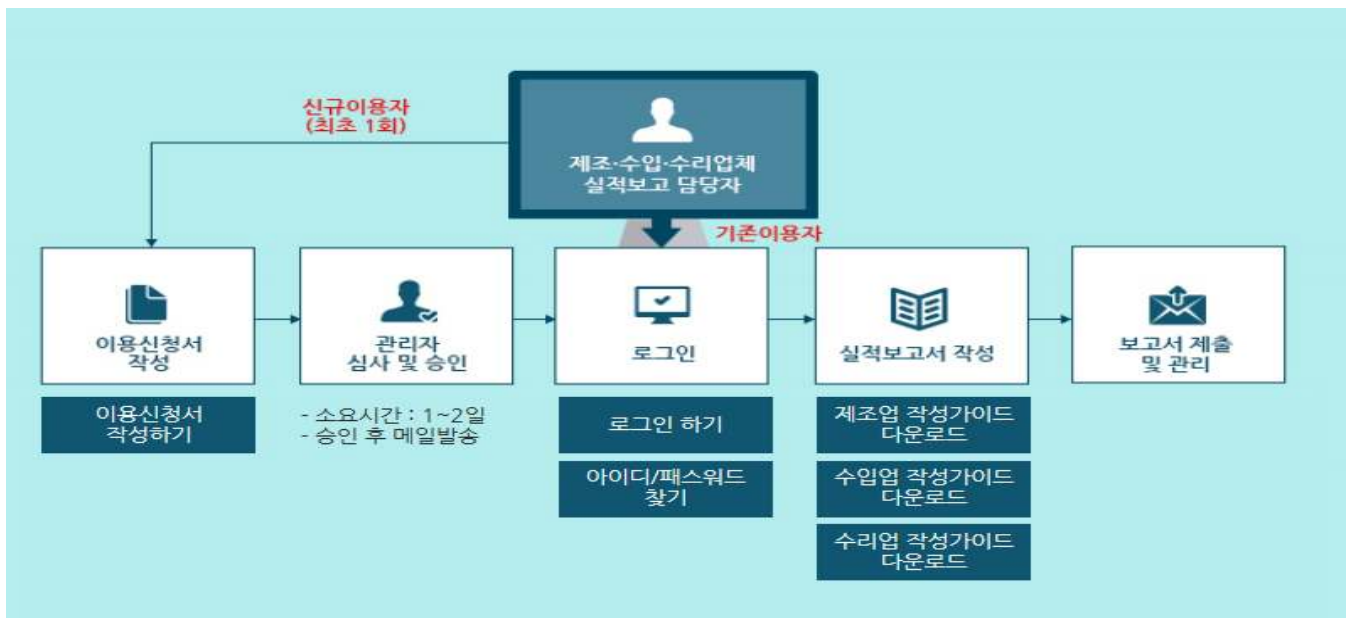 신규이용자
(최초 1회)
제조·수입·수리업체
실적보고 담당자
기존이용자
이용신청서
작성
관리자
심사 및 승인
로그인
실적보고서 작성
보고서 제출
및 관리
이용신청서
작성하기
- 소요시간 : 1~2일
- 승인 후 메일발송
로그인 하기
아이디/패스워드
찾기
제조업 작성가이드
다운로드
수입업 작성가이드
다운로드
수리업 작성가이드
다운로드